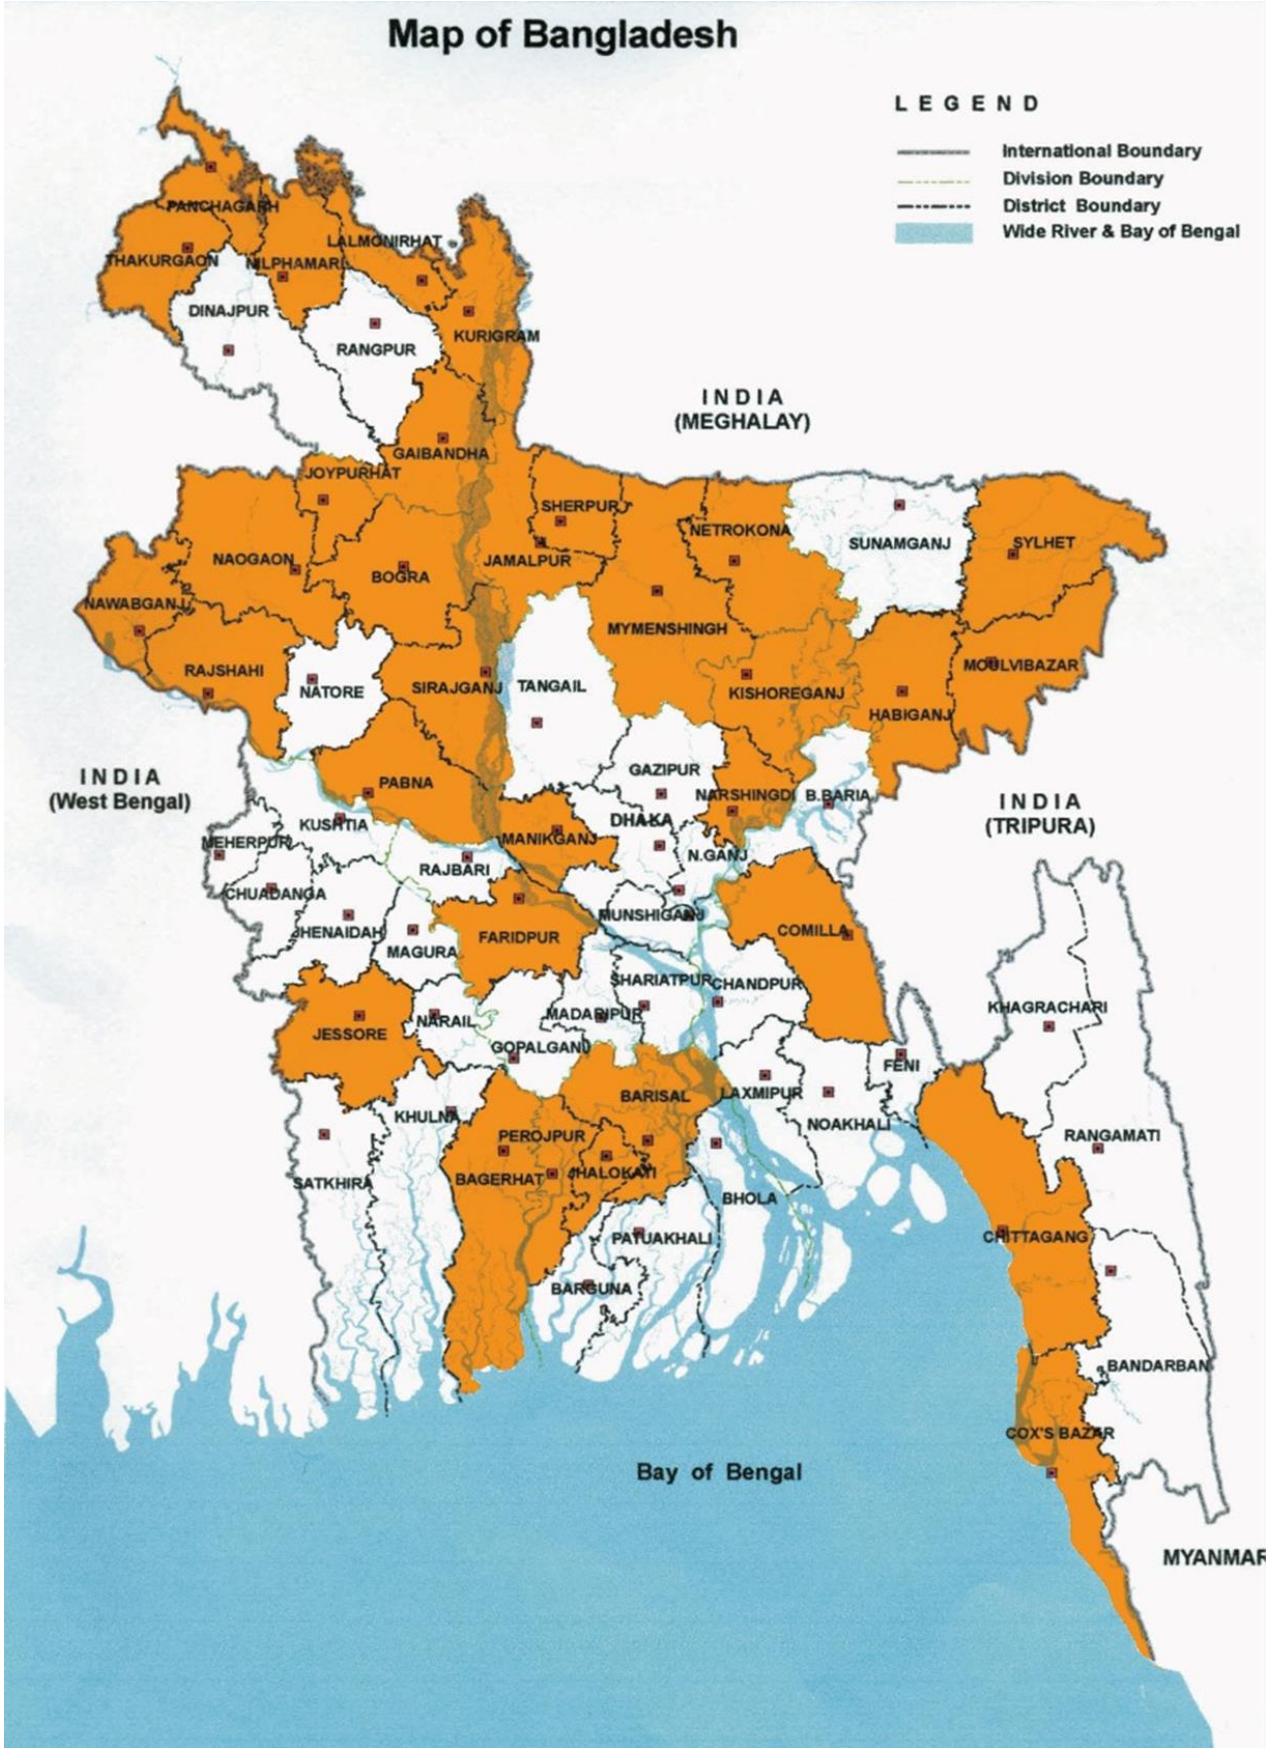 Map of Bangladesh
LEGEND
International Boundary
Division Boundary
District Boundary
Wide River & Bay of Bengal
PANCHAGARH
THAKURGAON
NILPHAMARI
LALMONIRHAT
DINAJPUR
RANGPUR
KURIGRAM
INDIA
(MEGHALAY)
GAIBANDHA
JOYPURHAT
SHERPUR
NETROKONA
SUNAMGANJ
SYLHET
NAOGAON
BOGRA
JAMALPUR
NAWABGANJ
MYMENSHINGH
RAJSHAHI
NATORE
SIRAJGANJ
TANGAIL
KISHOREGANJ
HABIGANJ
MOULVIBAZAR
INDIA
(West Bengal)
PABNA
GAZIPUR
NARSHINGDI
B.BARIA
INDIA
(TRIPURA)
KUSHTIA
MEHERPUR
MANIKGANJ
DHAKA
N.GANJ
RAJBARI
CHUADANGA
JHENAIDAH
MAGURA
FARIDPUR
MUNSHIGANJ
COMILLA
JESSORE
NARAIL
GOPALGANJ
MADARIPUR
SHARIATPUR
CHANDPUR
KHAGRACHARI
FENI
LAXMIPUR
NOAKHALI
BARISAL
KHULNA
PEROJPUR
JHALOKATI
BAGERHAT
SATKHIRA
BHOLA
RANGAMATI
PATUAKHALI
BARGUNA
CHITTAGANG
BANDARBAN
COX'S BAZAR
Bay of Bengal
MYANMAR